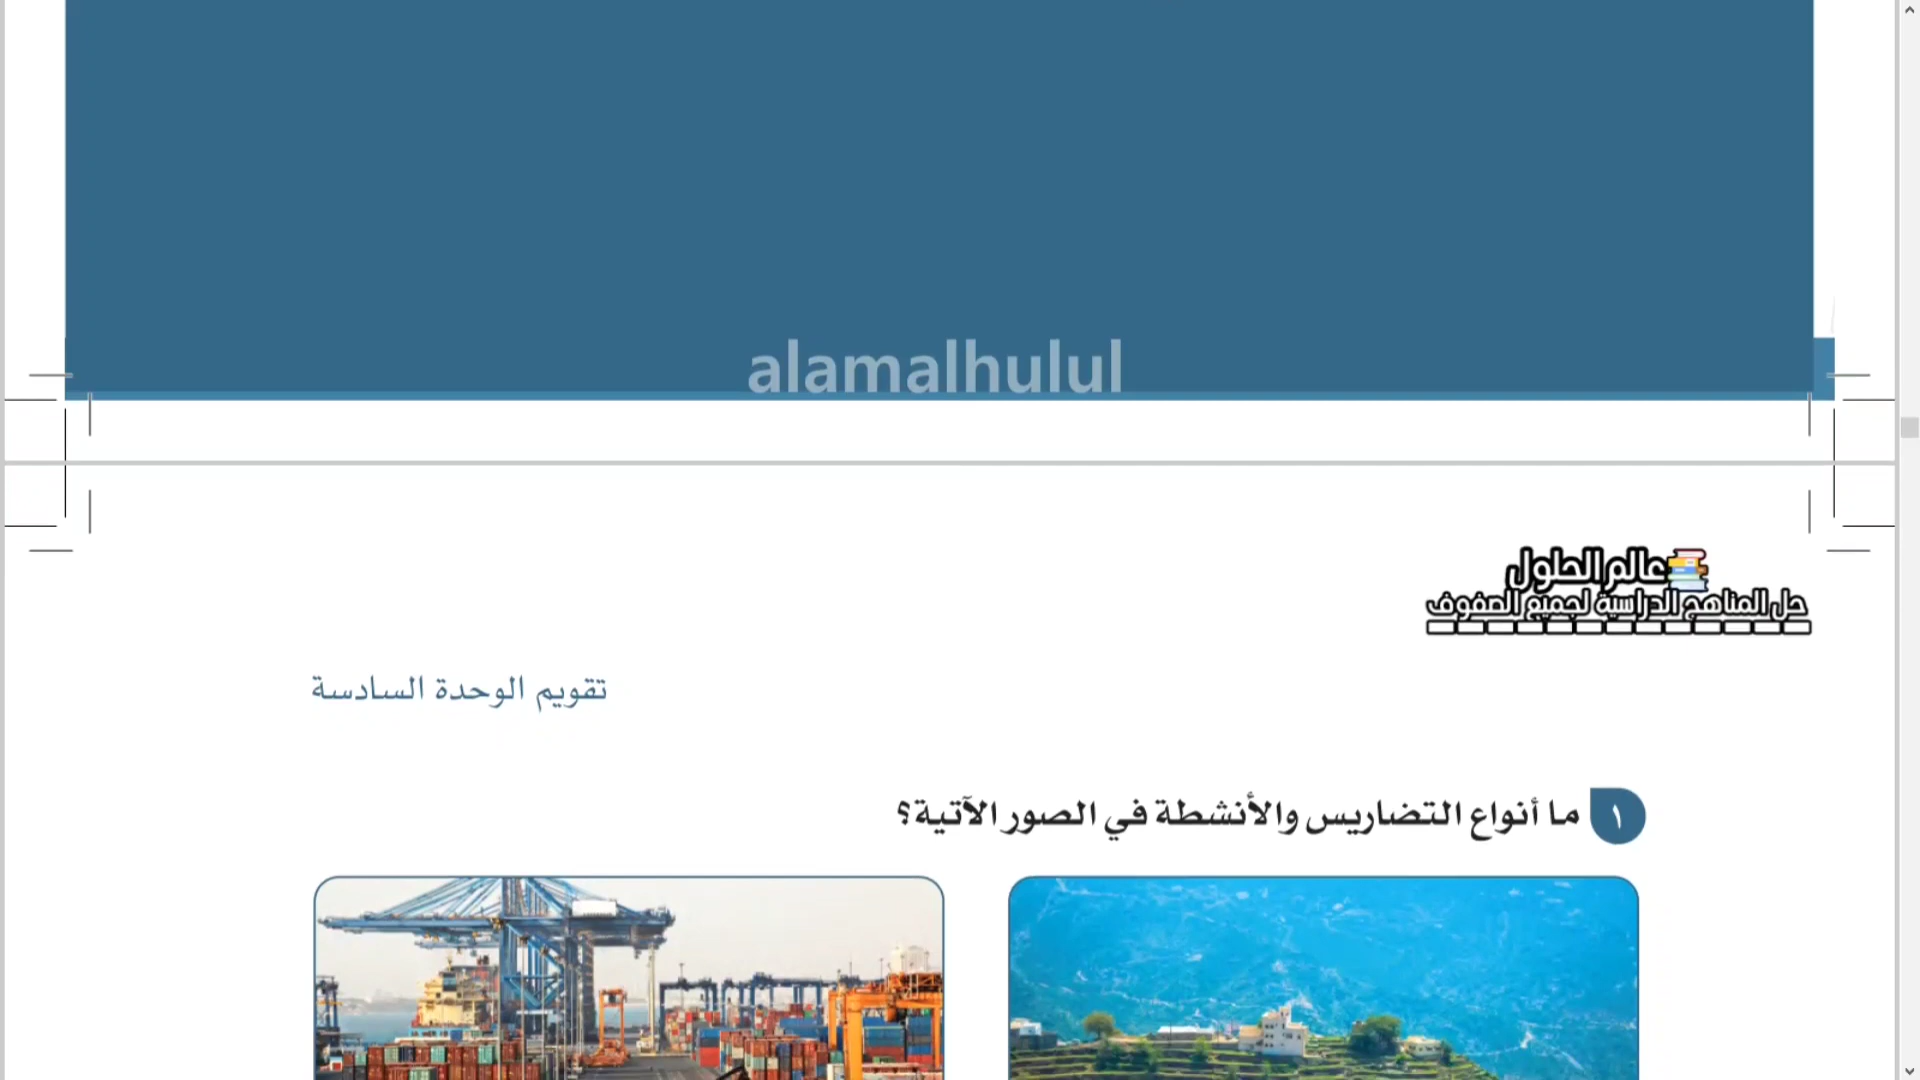 alamalhulul
عالم الحلول
حل المناهج الدراسية لجميع الصفوف
تقويم الوحدة السادسة
١ ما أنواع التضاريس والأنشطة في الصور الآتية؟